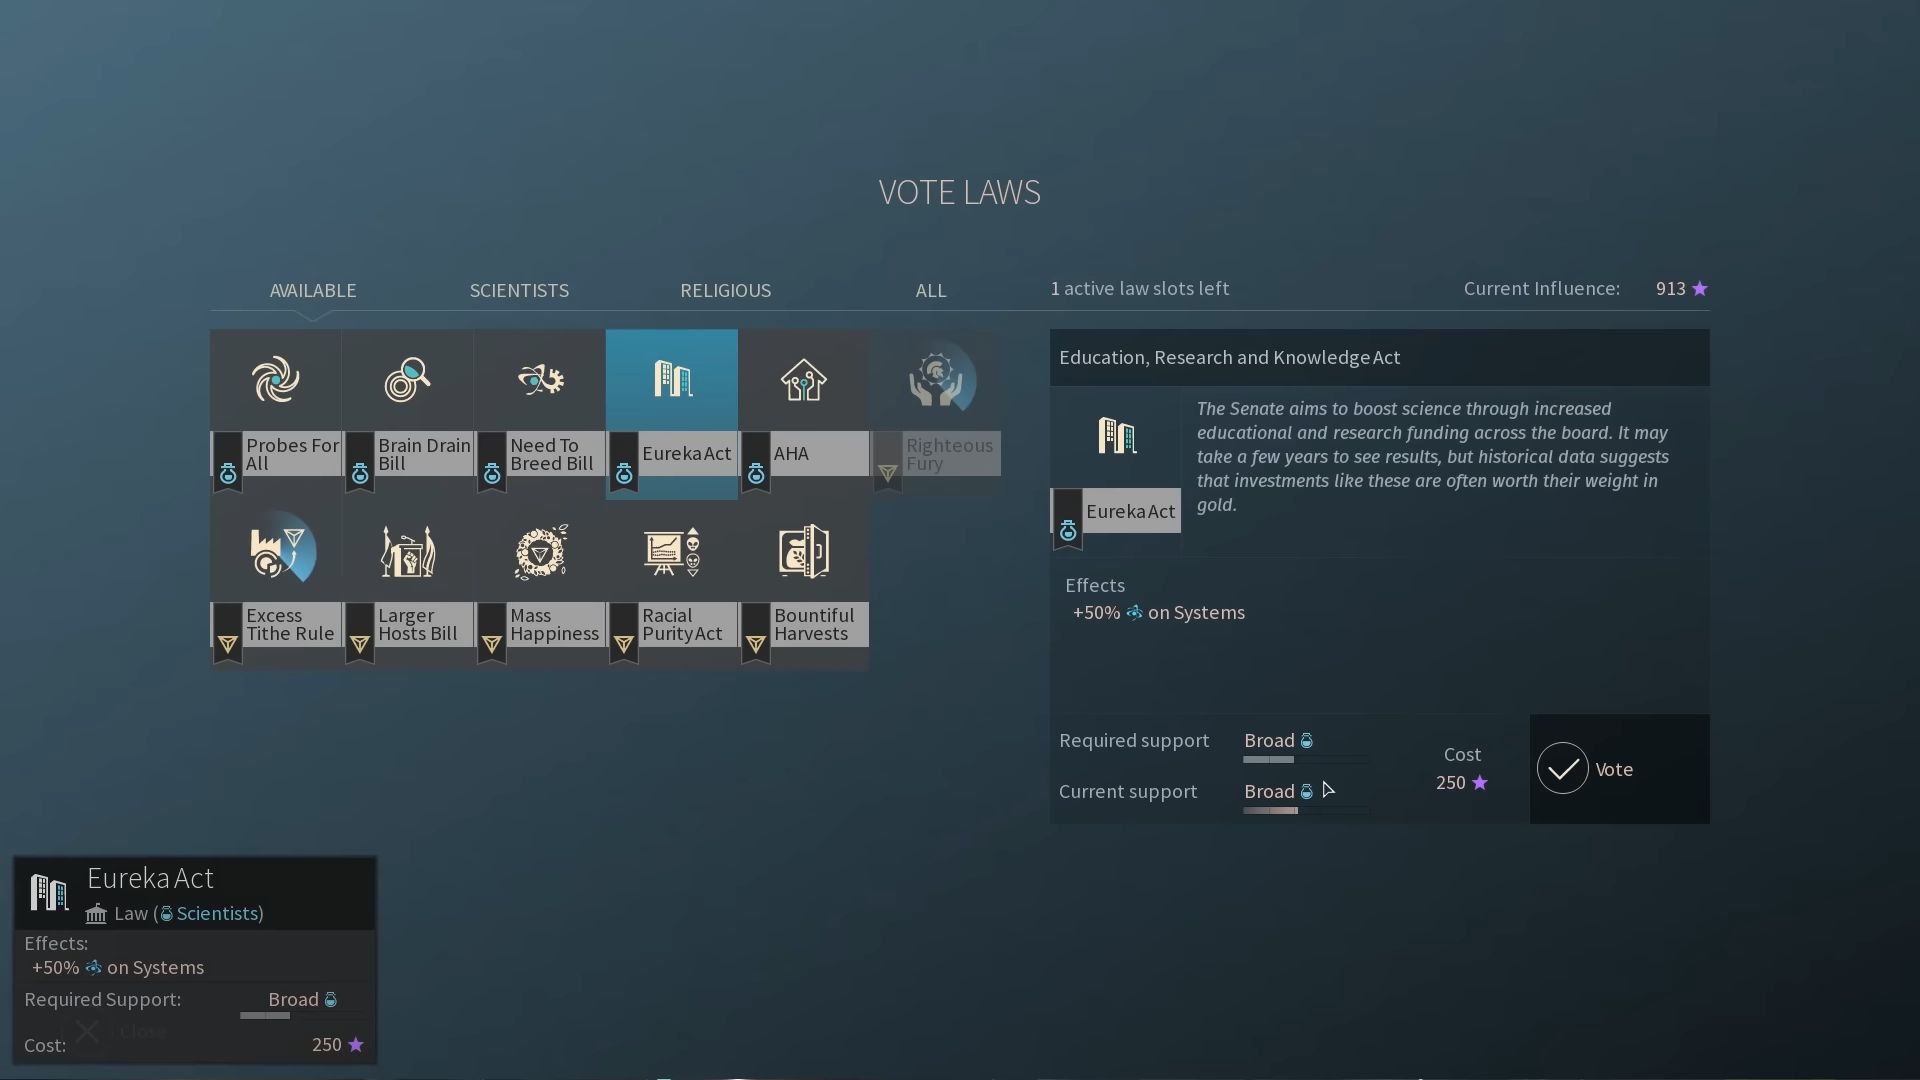 VOTE LAWS
AVAILABLE
SCIENTISTS
RELIGIOUS
ALL
1 active law slots left
Current Influence: 913
Probes For
All
Brain Drain
Bill
Need To
Breed Bill
Eureka Act
AHA
Righteous
Fury
Excess
Tithe Rule
Larger
Hosts Bill
Mass
Happiness
Racial
Purity Act
Bountiful
Harvests
Education, Research and Knowledge Act
The Senate aims to boost science through increased
educational and research funding across the board. It may
take a few years to see results, but historical data suggests
that investments like these are often worth their weight in
gold.
Eureka Act
Effects
+50% on Systems
Required support Broad
Current support Broad
Cost
250
Vote
Eureka Act
Law (Scientists)
Effects:
+50% on Systems
Required Support: Broad
Close
Cost: 250